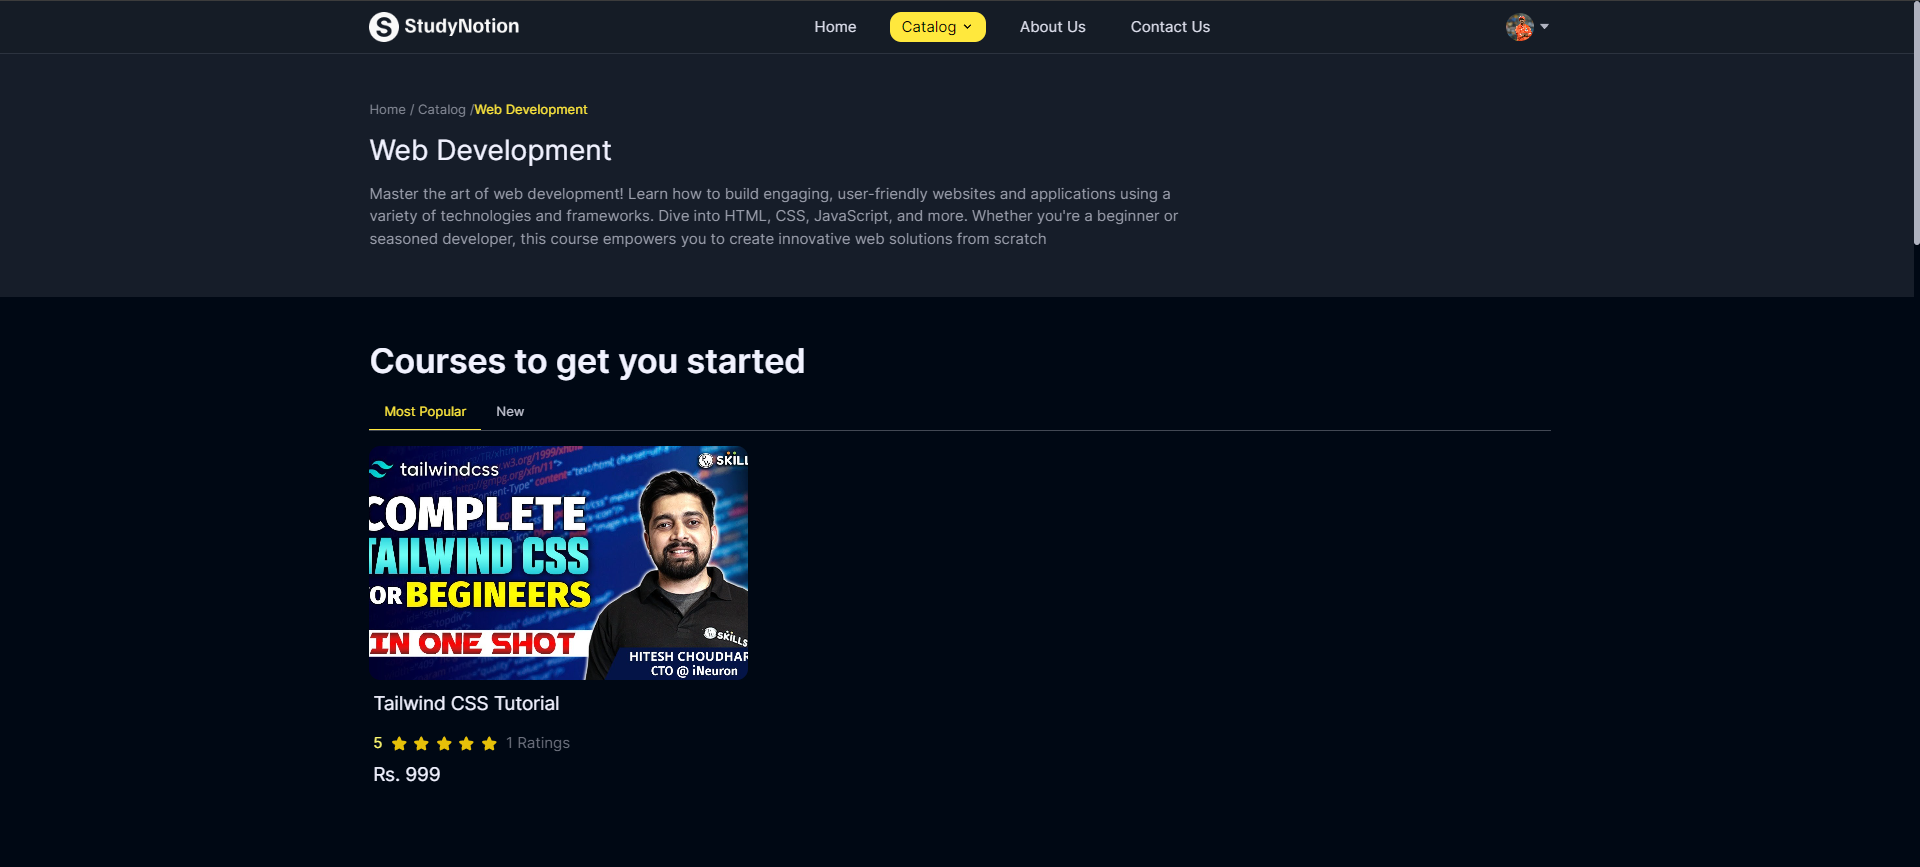 StudyNotion
Home
Catalog
About Us
Contact Us
Home / Catalog /Web Development
Web Development
Master the art of web development! Learn how to build engaging, user-friendly websites and applications using a
variety of technologies and frameworks. Dive into HTML, CSS, JavaScript, and more. Whether you're a beginner or
seasoned developer, this course empowers you to create innovative web solutions from scratch
Courses to get you started
Most Popular
New
tailwindcss
SKILL
COMPLETE
TAILWIND CSS
OR BEGINEERS
IN ONE SHOT
SKILLS
HITESH CHOUDHAR
CTO @ iNeuron
Tailwind CSS Tutorial
5
1 Ratings
Rs. 999